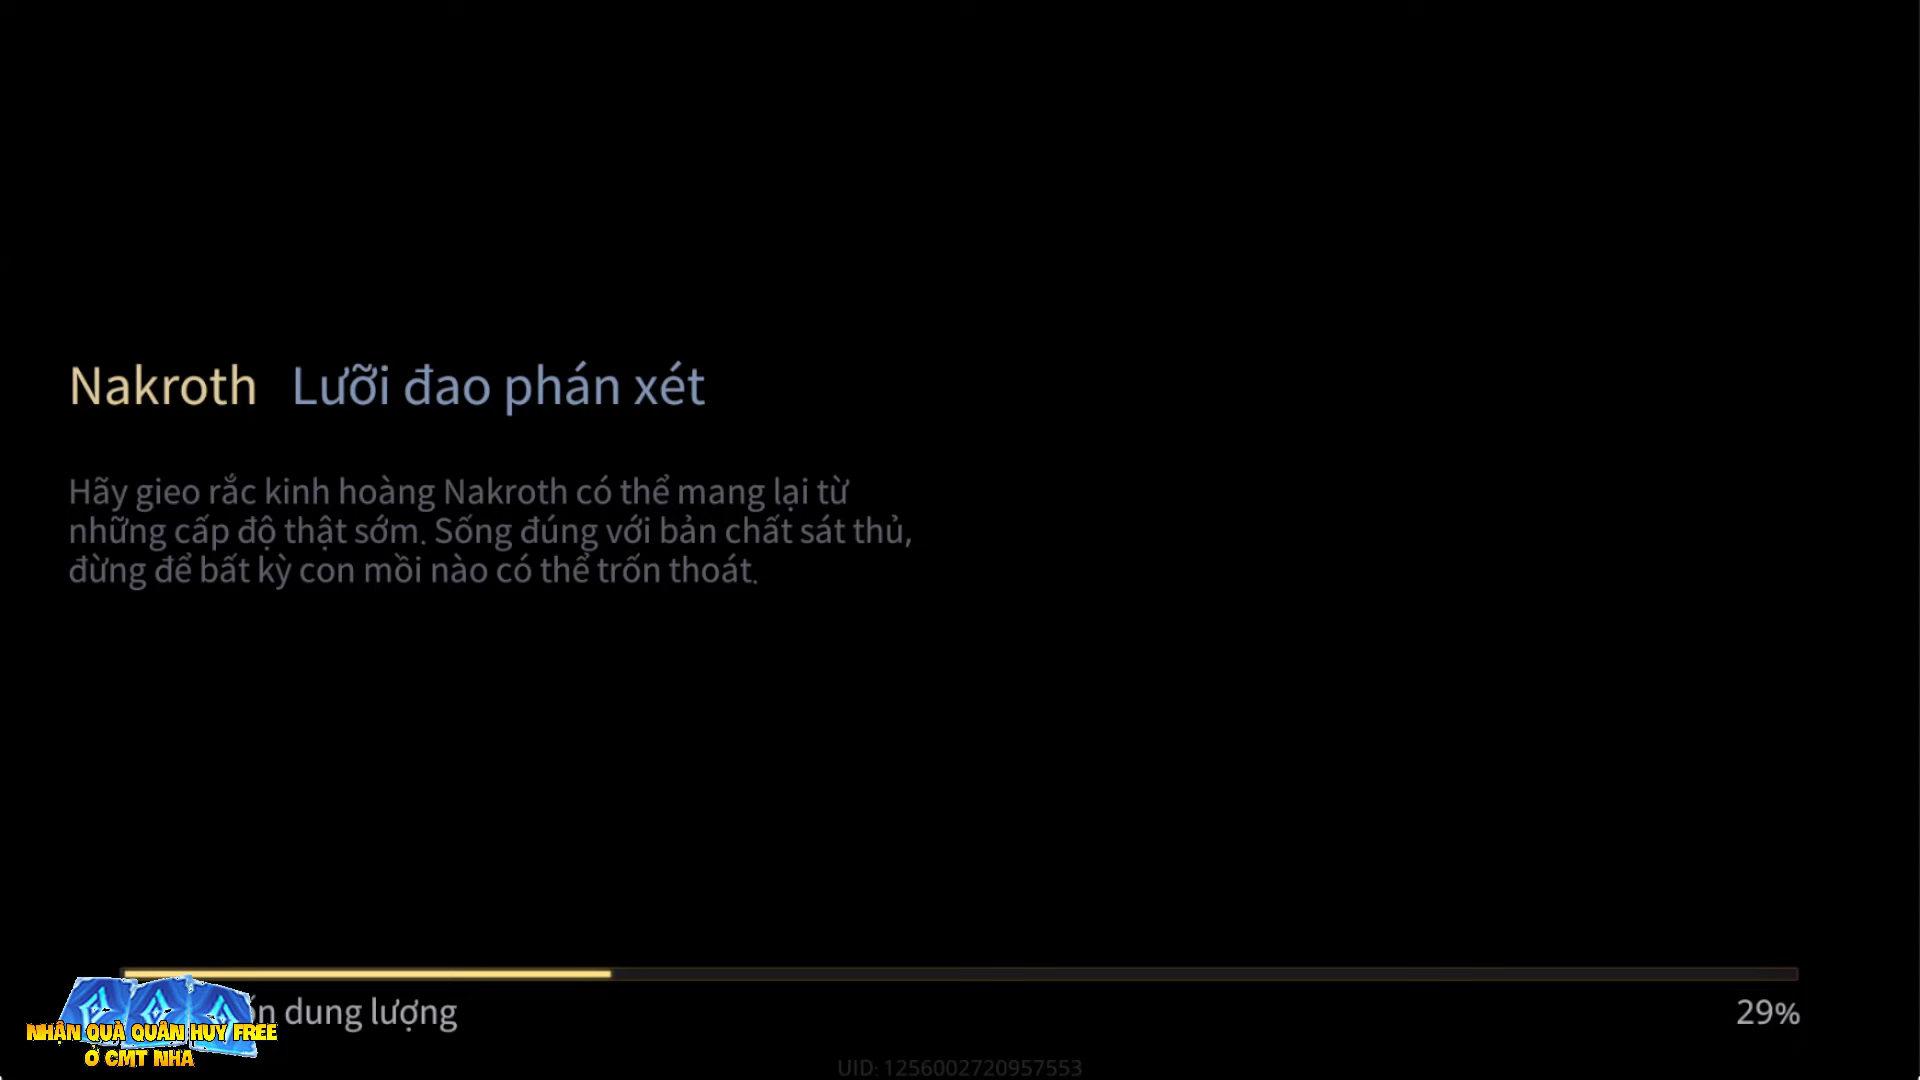 Nakroth Lưỡi đao phán xét
Hãy gieo rắc kinh hoàng Nakroth có thể mang lại từ
những cấp độ thật sớm. Sống đúng với bản chất sát thủ,
đừng để bất kỳ con mồi nào có thể trốn thoát.
dung lượng
29%
NHẬN QUÀ QUÂN HUY FREE
Ở CMT NHA
UID: 1256002720957553